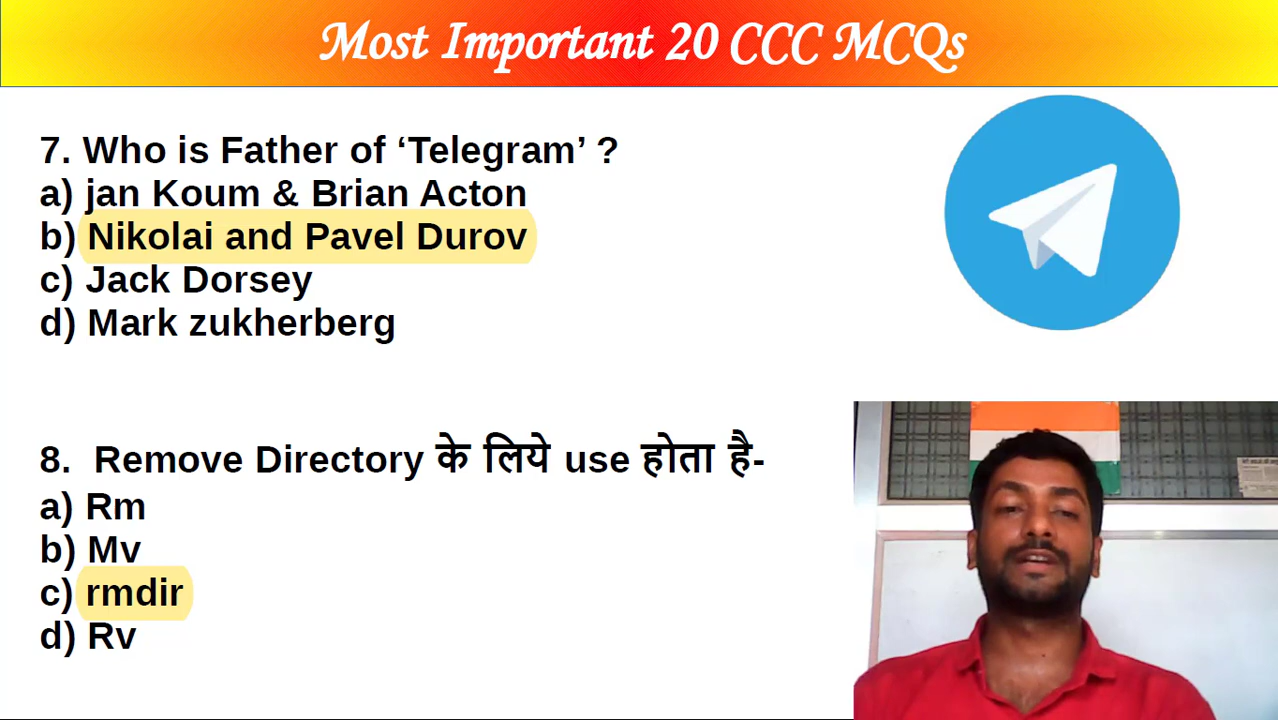 Most Important 20 CCC MCQs
7. Who is Father of ‘Telegram’ ?
a) jan Koum & Brian Acton
b) Nikolai and Pavel Durov
c) Jack Dorsey
d) Mark zukherberg
8. Remove Directory के लिये use होता है-
a) Rm
b) Mv
c) rmdir
d) Rv